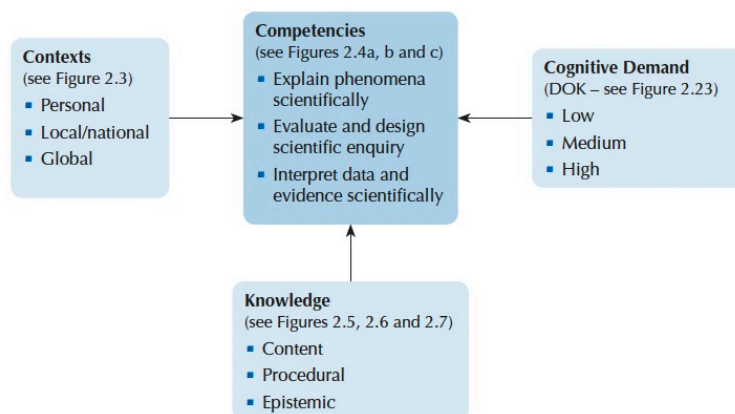 Contexts
(see Figure 2.3)
▪ Personal
▪ Local/national
▪ Global
Competencies
(see Figures 2.4a, b and c)
▪ Explain phenomena
scientifically
▪ Evaluate and design
scientific enquiry
▪ Interpret data and
evidence scientifically
Cognitive Demand
(DOK – see Figure 2.23)
▪ Low
▪ Medium
▪ High
Knowledge
(see Figures 2.5, 2.6 and 2.7)
▪ Content
▪ Procedural
▪ Epistemic